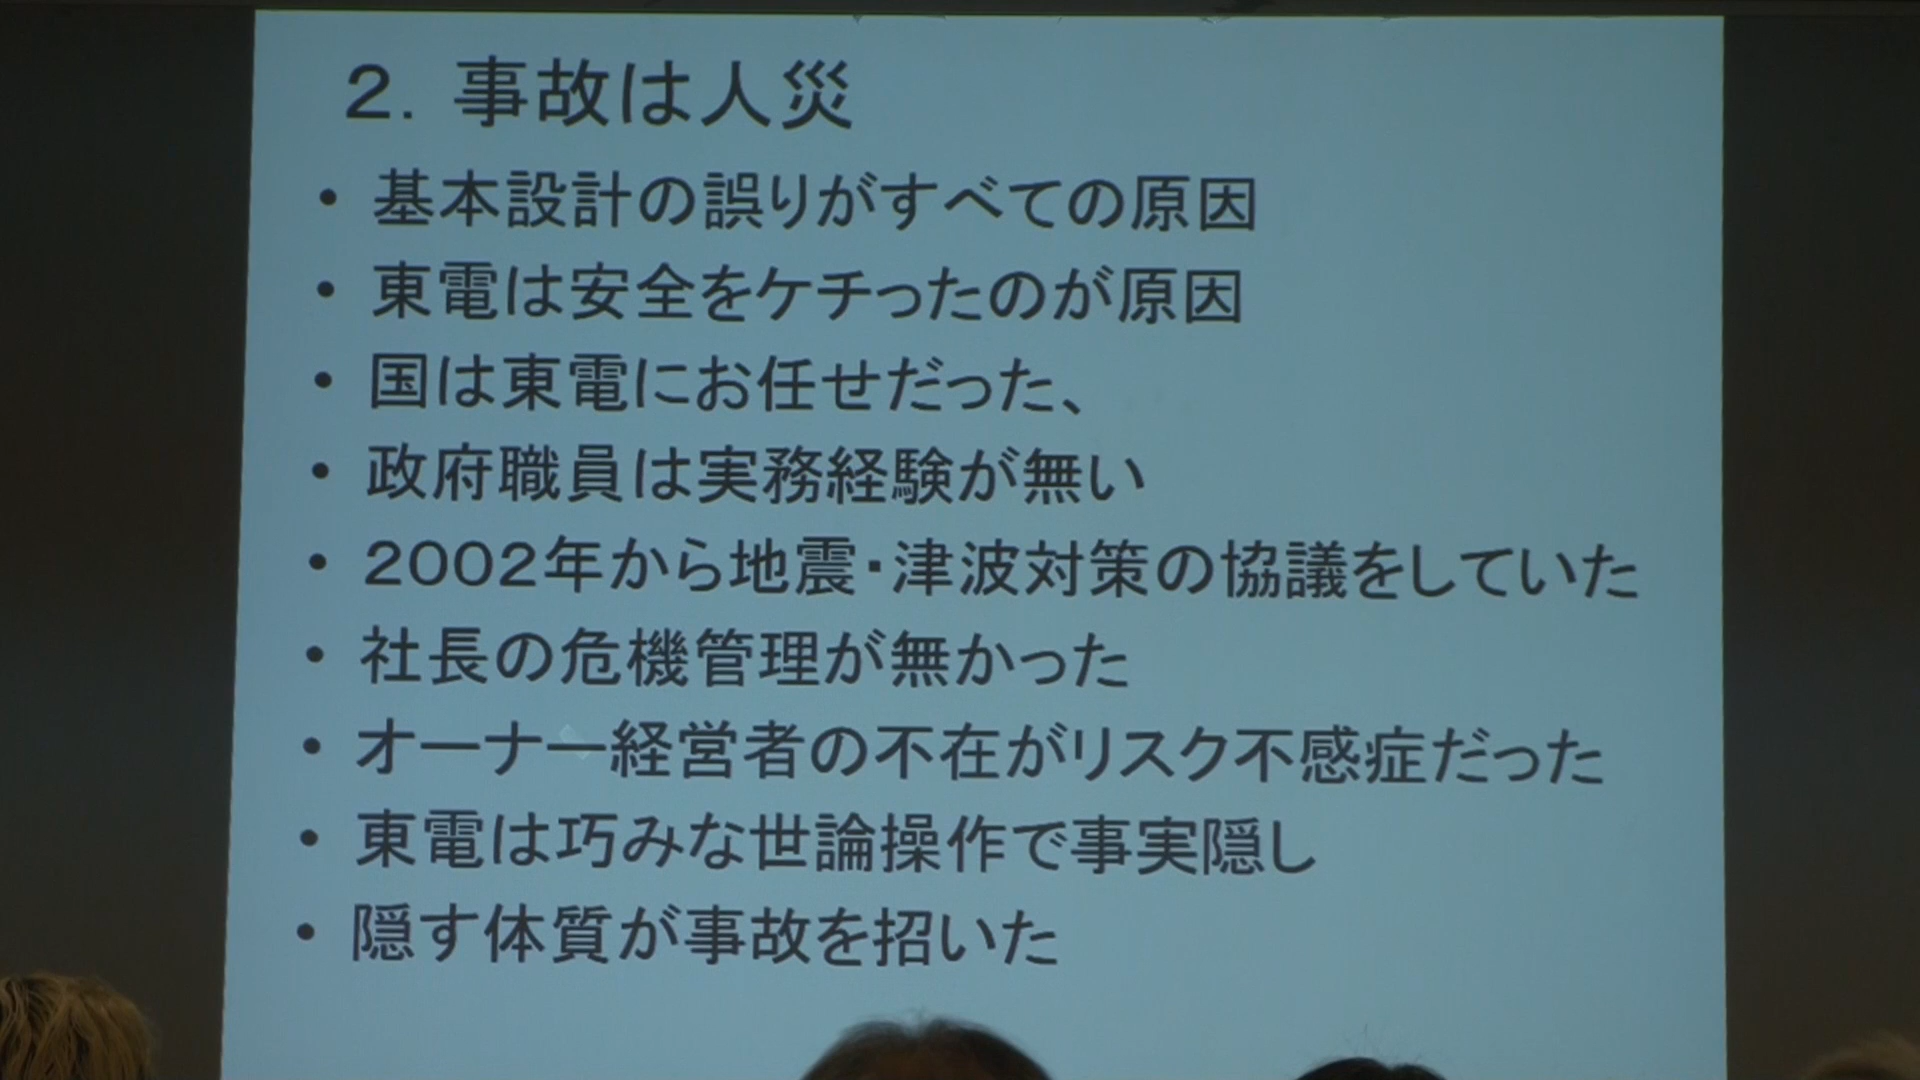 ２．事故は人災
・基本設計の誤りがすべての原因
・東電は安全をケチったのが原因
・国は東電にお任せだった、
・政府職員は実務経験が無い
・２００２年から地震・津波対策の協議をしていた
・社長の危機管理が無かった
・オーナー経営者の不在がリスク不感症だった
・東電は巧みな世論操作で事実隠し
・隠す体質が事故を招いた